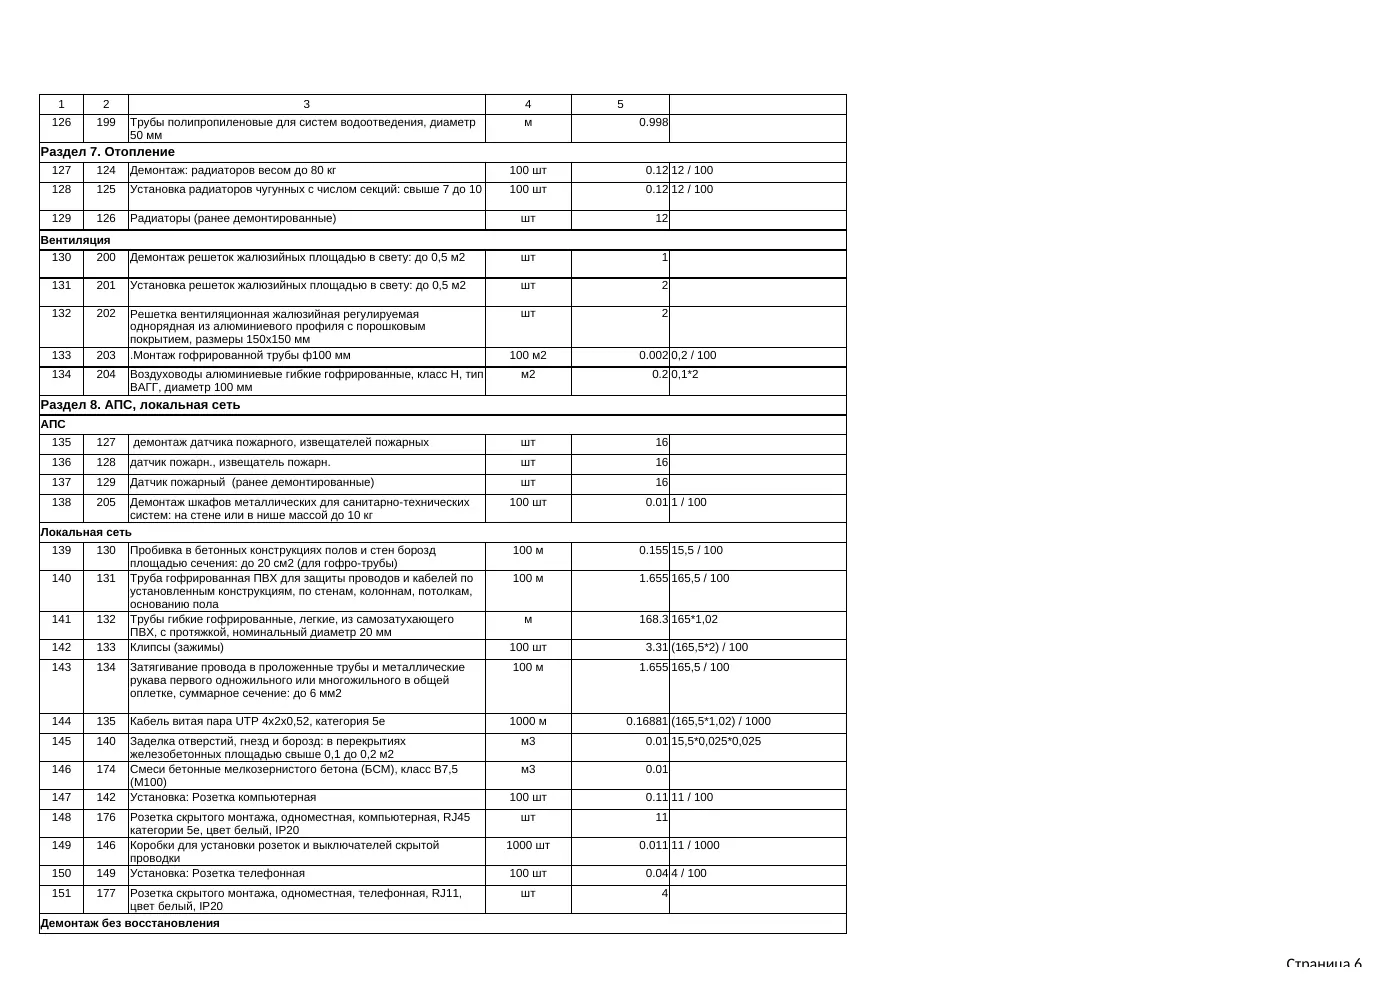 1 2 3 4 5
126 199 Трубы полипропиленовые для систем водоотведения, диаметр м 0.998
50 мм
Раздел 7. Отопление
127 124 Демонтаж: радиаторов весом до 80 кг 100 шт 0.12 12 / 100
128 125 Установка радиаторов чугунных с числом секций: свыше 7 до 10 100 шт 0.12 12 / 100
129 126 Радиаторы (ранее демонтированные) шт 12
Вентиляция
130 200 Демонтаж решеток жалюзийных площадью в свету: до 0,5 м2 шт 1
131 201 Установка решеток жалюзийных площадью в свету: до 0,5 м2 шт 2
132 202 Решетка вентиляционная жалюзийная регулируемая шт 2
однорядная из алюминиевого профиля с порошковым
покрытием, размеры 150х150 мм
133 203 .Монтаж гофрированной трубы ф100 мм 100 м2 0.002 0,2 / 100
134 204 Воздуховоды алюминиевые гибкие гофрированные, класс Н, тип м2 0.2 0,1*2
ВАГГ, диаметр 100 мм
Раздел 8. АПС, локальная сеть
АПС
135 127 демонтаж датчика пожарного, извещателей пожарных шт 16
136 128 датчик пожарн., извещатель пожарн. шт 16
137 129 Датчик пожарный (ранее демонтированные) шт 16
138 205 Демонтаж шкафов металлических для санитарно-технических 100 шт 0.01 1 / 100
систем: на стене или в нише массой до 10 кг
Локальная сеть
139 130 Пробивка в бетонных конструкциях полов и стен борозд 100 м 0.155 15,5 / 100
площадью сечения: до 20 см2 (для гофро-трубы)
140 131 Труба гофрированная ПВХ для защиты проводов и кабелей по 100 м 1.655 165,5 / 100
установленным конструкциям, по стенам, колоннам, потолкам,
основанию пола
141 132 Трубы гибкие гофрированные, легкие, из самозатухающего м 168.3 165*1,02
ПВХ, с протяжкой, номинальный диаметр 20 мм
142 133 Клипсы (зажимы) 100 шт 3.31 (165,5*2) / 100
143 134 Затягивание провода в проложенные трубы и металлические 100 м 1.655 165,5 / 100
рукава первого одножильного или многожильного в общей
оплетке, суммарное сечение: до 6 мм2
144 135 Кабель витая пара UTP 4х2х0,52, категория 5е 1000 м 0.16881 (165,5*1,02) / 1000
145 140 Заделка отверстий, гнезд и борозд: в перекрытиях м3 0.01 15,5*0,025*0,025
железобетонных площадью свыше 0,1 до 0,2 м2
146 174 Смеси бетонные мелкозернистого бетона (БСМ), класс В7,5 м3 0.01
(М100)
147 142 Установка: Розетка компьютерная 100 шт 0.11 11 / 100
148 176 Розетка скрытого монтажа, одноместная, компьютерная, RJ45 шт 11
категории 5е, цвет белый, IP20
149 146 Коробки для установки розеток и выключателей скрытой 1000 шт 0.011 11 / 1000
проводки
150 149 Установка: Розетка телефонная 100 шт 0.04 4 / 100
151 177 Розетка скрытого монтажа, одноместная, телефонная, RJ11, шт 4
цвет белый, IP20
Демонтаж без восстановления
Страница 6